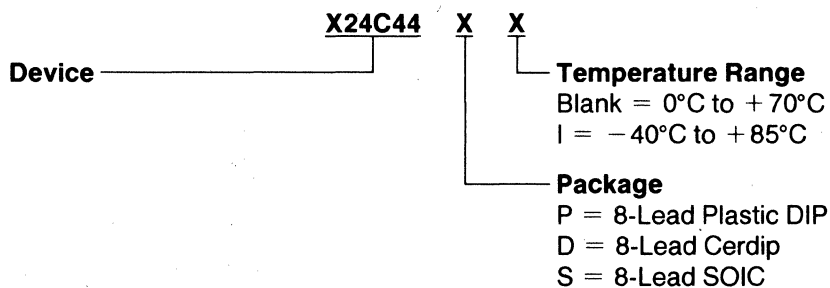 X24C44 X X
Device
Temperature Range
Blank = 0°C to +70°C
I = −40°C to +85°C
Package
P = 8-Lead Plastic DIP
D = 8-Lead Cerdip
S = 8-Lead SOIC